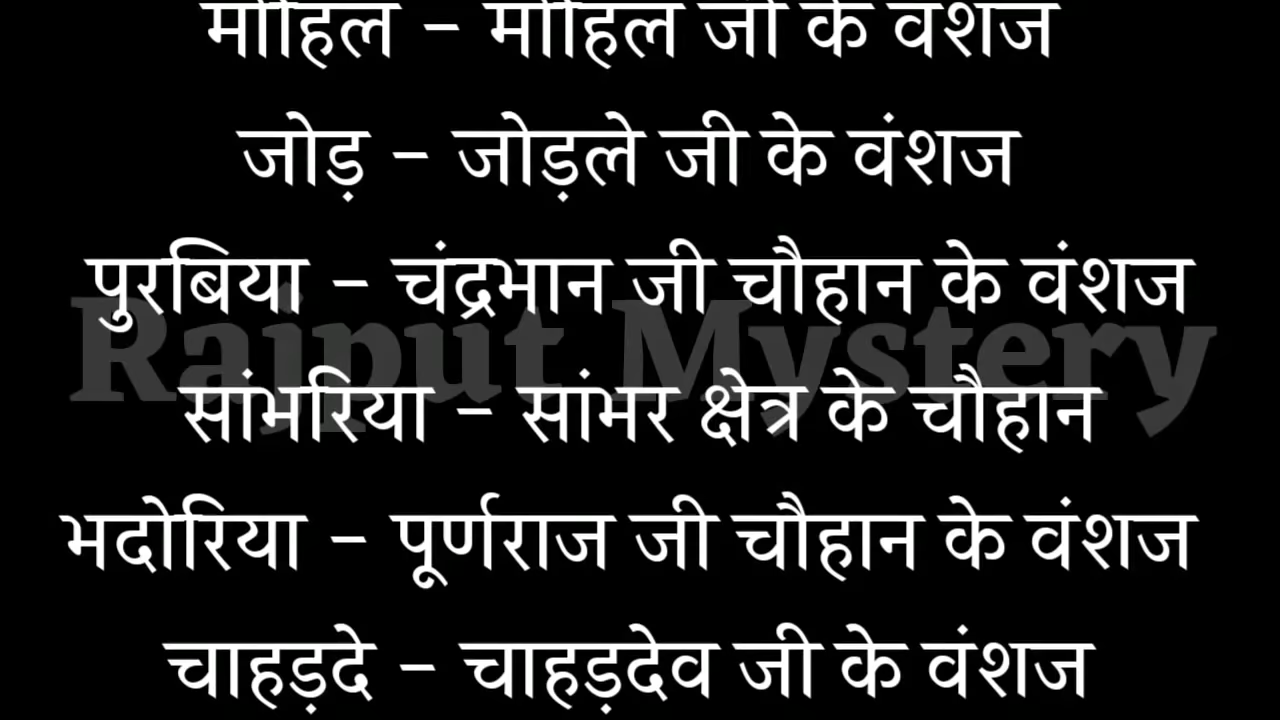 मोहिल - मोहिल जी के वंशज
जोड़ - जोड़ले जी के वंशज
पुरबिया - चंद्रभान जी चौहान के वंशज
Rajput Mystery
सांभरिया - सांभर क्षेत्र के चौहान
भदोरिया - पूर्णराज जी चौहान के वंशज
चाहड़दे - चाहड़देव जी के वंशज